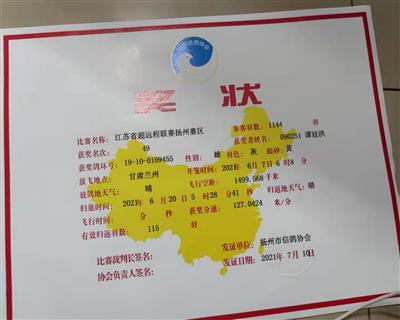 奖状
比赛名称: 江苏省超远程联赛扬州赛区 参赛羽数: 1144 羽
获奖名次: 49 获奖者姓名: 090251 谭廷洪
获奖鸽环号: 19-10-0109455 性别: 雄 羽色: 灰 眼砂: 黄
放飞地点: 甘肃兰州 开笼时间: 2021年 6月 7日 6时 8分
放鸽地天气: 晴 飞行空距: 1499.568 千米
归巢时间: 2021年 6月 20日 5时 28分 41秒 归返地天气: 晴
飞行时间: 分 秒 获奖分速: 127.0424 米/分
有效归返羽数: 115 羽
比赛裁判长签名: 发证单位: 扬州市信鸽协会
协会负责人签名: 发证日期: 2021年 7月 10日